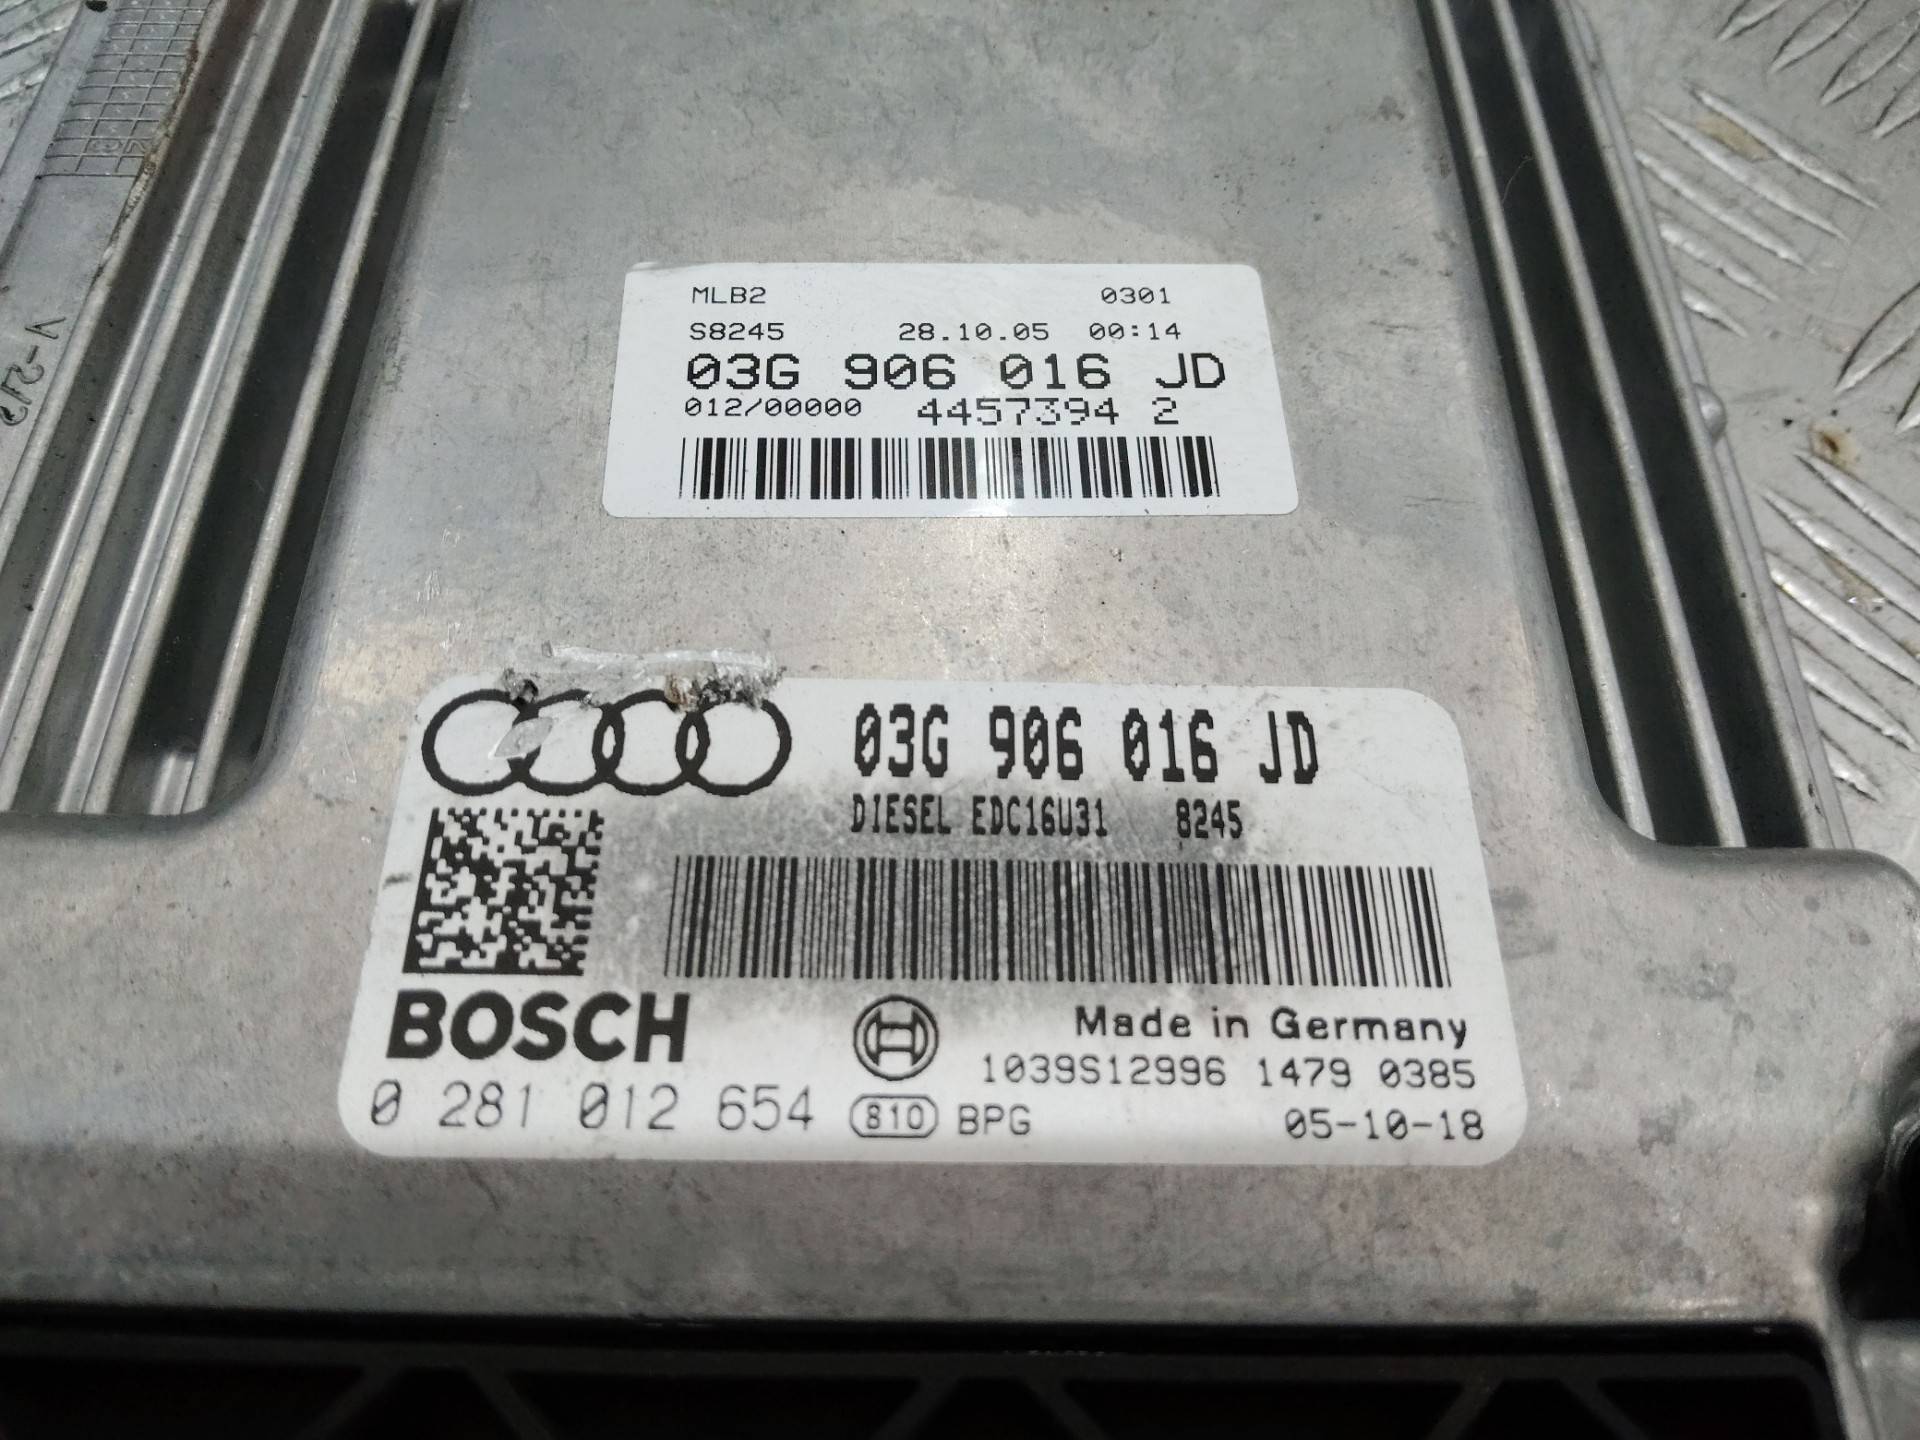 MLB2 0301
S8245 28.10.05 00:14
03G 906 016 JD
012/00000 4457394 2
03G 906 016 JD
DIESEL EDC16U31 8245
BOSCH
Made in Germany
1039S12996 1479 0385
0 281 012 654 810 BPG 05-10-18